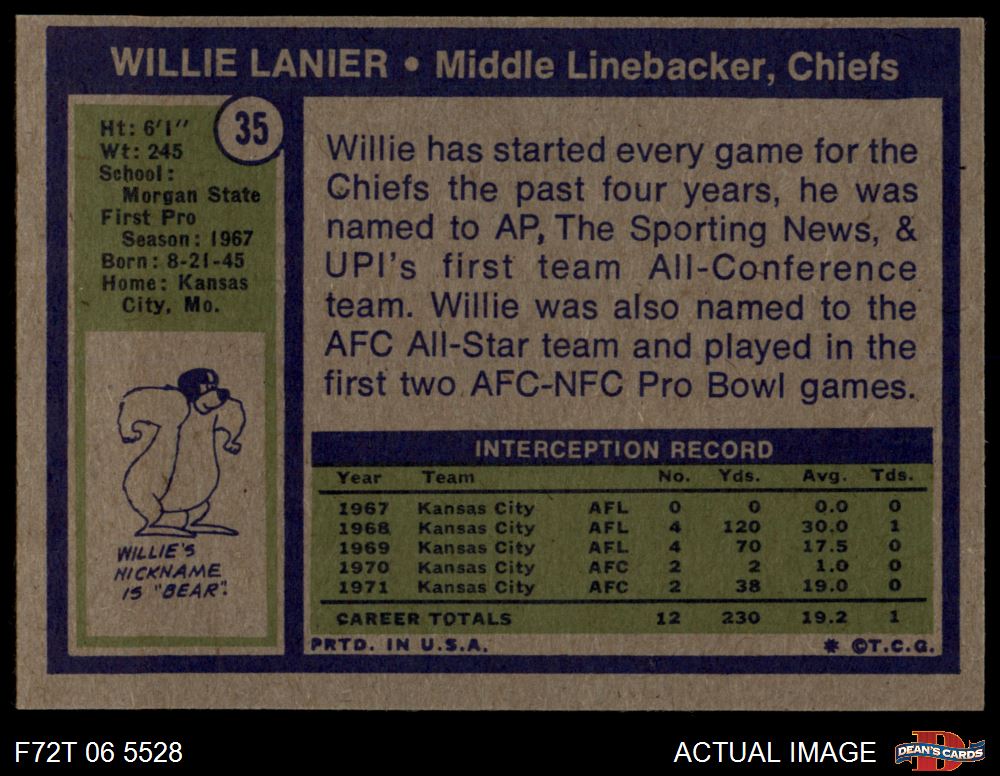 WILLIE LANIER • Middle Linebacker, Chiefs
35
Ht: 6'1"
Wt: 245
School:
Morgan State
First Pro
Season: 1967
Born: 8-21-45
Home: Kansas
City, Mo.
WILLIE'S
NICKNAME
IS "BEAR".
Willie has started every game for the
Chiefs the past four years, he was
named to AP, The Sporting News, &
UPI's first team All-Conference
team. Willie was also named to the
AFC All-Star team and played in the
first two AFC-NFC Pro Bowl games.
INTERCEPTION RECORD
Year Team No. Yds. Avg. Tds.
1967 Kansas City AFL 0 0 0.0 0
1968 Kansas City AFL 4 120 30.0 1
1969 Kansas City AFL 4 70 17.5 0
1970 Kansas City AFC 2 2 1.0 0
1971 Kansas City AFC 2 38 19.0 0
CAREER TOTALS 12 230 19.2 1
PRTD. IN U.S.A. * ©T.C.G.
F72T 06 5528 ACTUAL IMAGE D DEAN'S CARDS